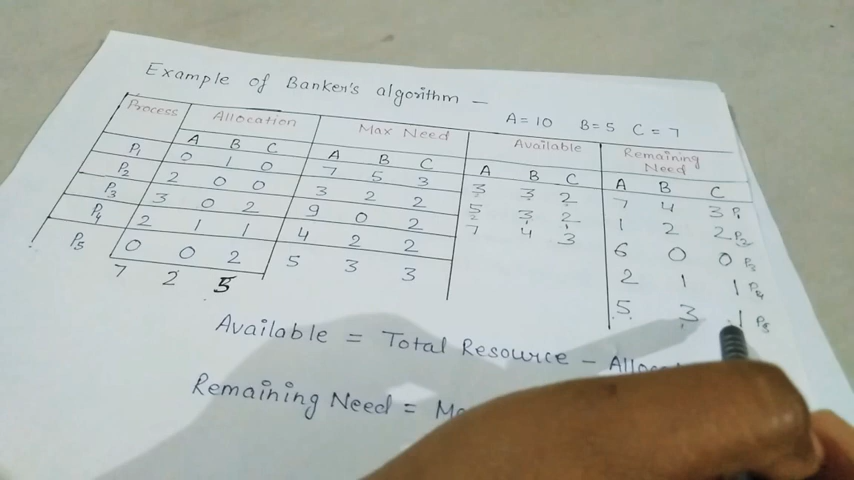 Example of Banker's algorithm —
A = 10 B = 5 C = 7
Process Allocation Max Need Available Remaining Need
A B C A B C A B C A B C
P1 0 1 0 7 5 3 3 3 2 7 4 3 P1
P2 2 0 0 3 2 2 5 3 2 1 2 2 P2
P3 3 0 2 9 0 2 7 4 3 6 0 0 P3
P4 2 1 1 4 2 2 2 1 1 P4
P5 0 0 2 5 3 3 5 3 1 P5
7 2 5
Available = Total Resource —
Remaining Need =